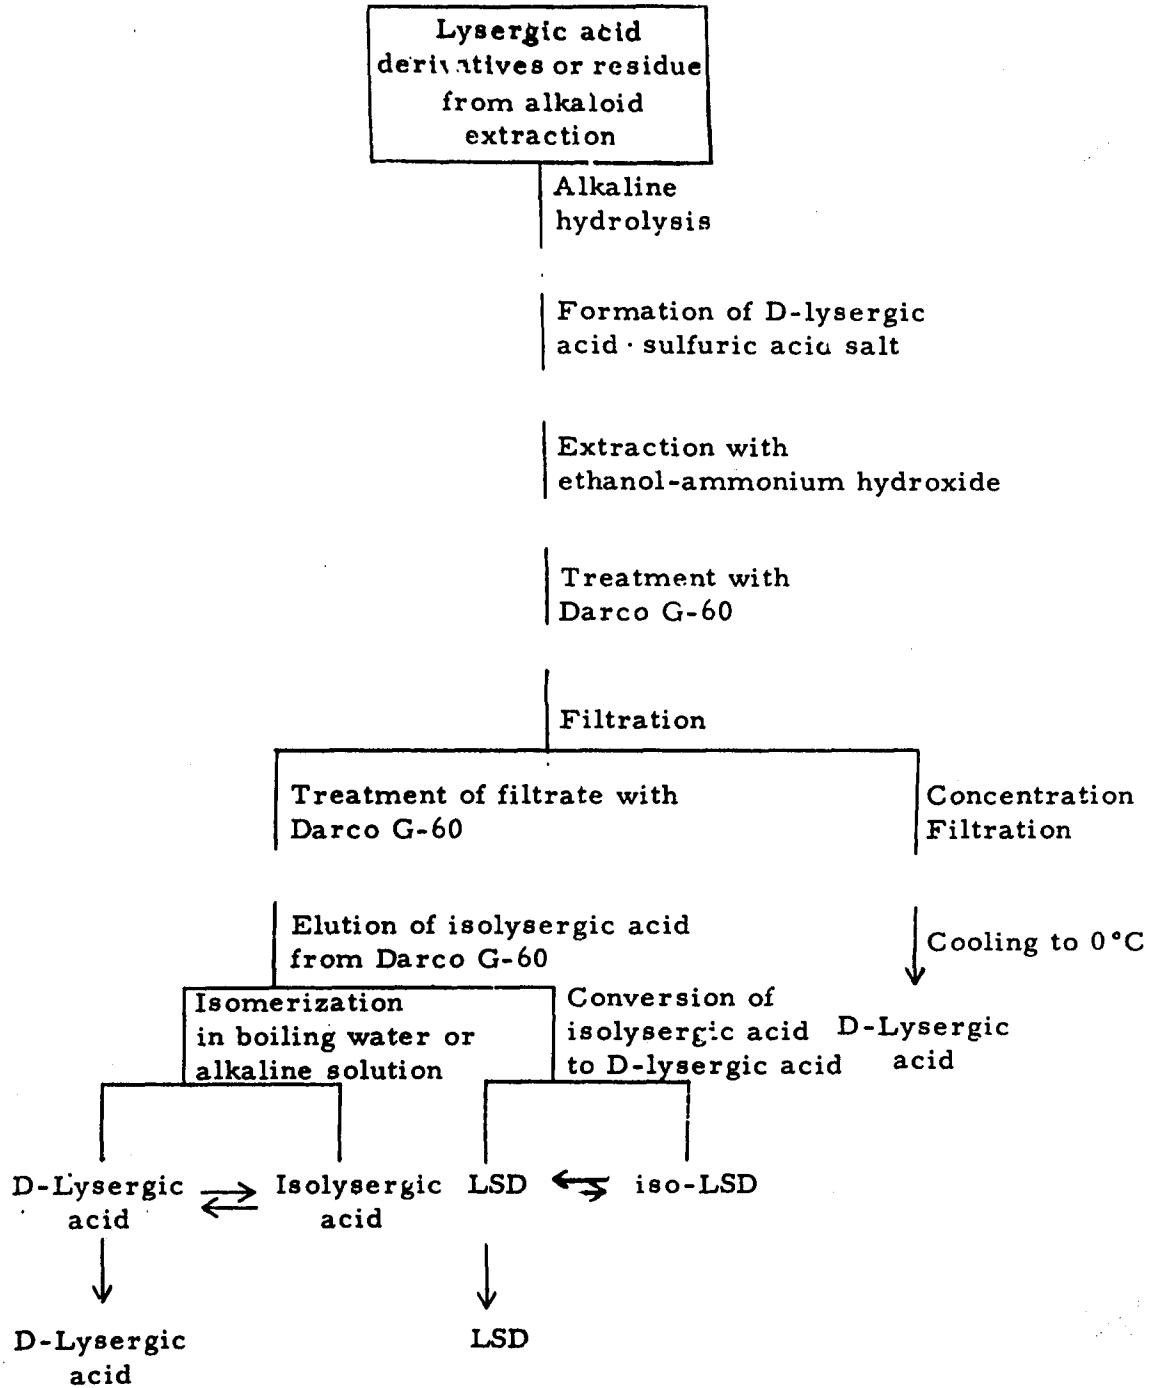 Lysergic acid
derivatives or residue
from alkaloid
extraction
Alkaline
hydrolysis
Formation of D-lysergic
acid · sulfuric acid salt
Extraction with
ethanol-ammonium hydroxide
Treatment with
Darco G-60
Filtration
Treatment of filtrate with
Darco G-60
Concentration
Filtration
Elution of isolysergic acid
from Darco G-60
Cooling to 0°C
Isomerization
in boiling water or
alkaline solution
Conversion of
isolysergic acid
to D-lysergic acid
D-Lysergic
acid
D-Lysergic
acid
Isolysergic
acid
LSD
iso-LSD
D-Lysergic
acid
LSD